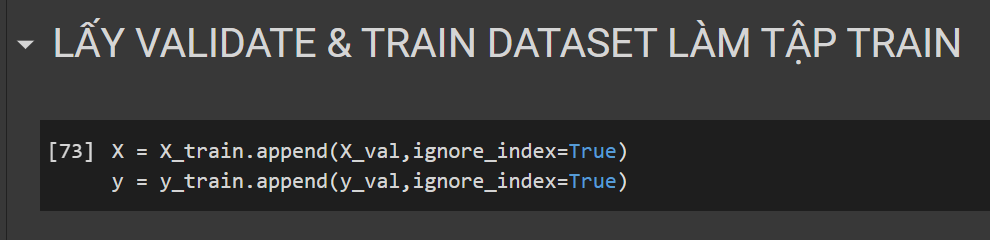 LẤY VALIDATE & TRAIN DATASET LÀM TẬP TRAIN
[73] X = X_train.append(X_val,ignore_index=True)
y = y_train.append(y_val,ignore_index=True)